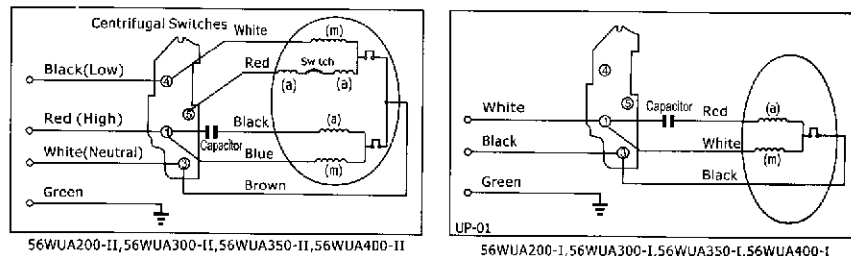 Centrifugal Switches
White
(m)
Black(Low)
Red
Switch
4
(a)
(a)
5
Red (High)
1
Black
(a)
Capacitor
White(Neutral)
3
Blue
(m)
Brown
Green
56WUA200-II,56WUA300-II,56WUA350-II,56WUA400-II
4
5
Capacitor
Red
(a)
White
1
White
(m)
Black
Black
Green
UP-01
56WUA200-I,56WUA300-I,56WUA350-I,56WUA400-I